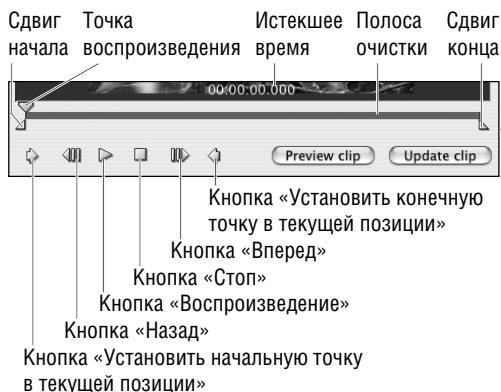 Сдвиг начала
Точка воспроизведения
Истекшее время
Полоса очистки
Сдвиг конца
00:00:00.000
Preview clip
Update clip
Кнопка «Установить конечную
точку в текущей позиции»
Кнопка «Вперед»
Кнопка «Стоп»
Кнопка «Воспроизведение»
Кнопка «Назад»
Кнопка «Установить начальную точку
в текущей позиции»